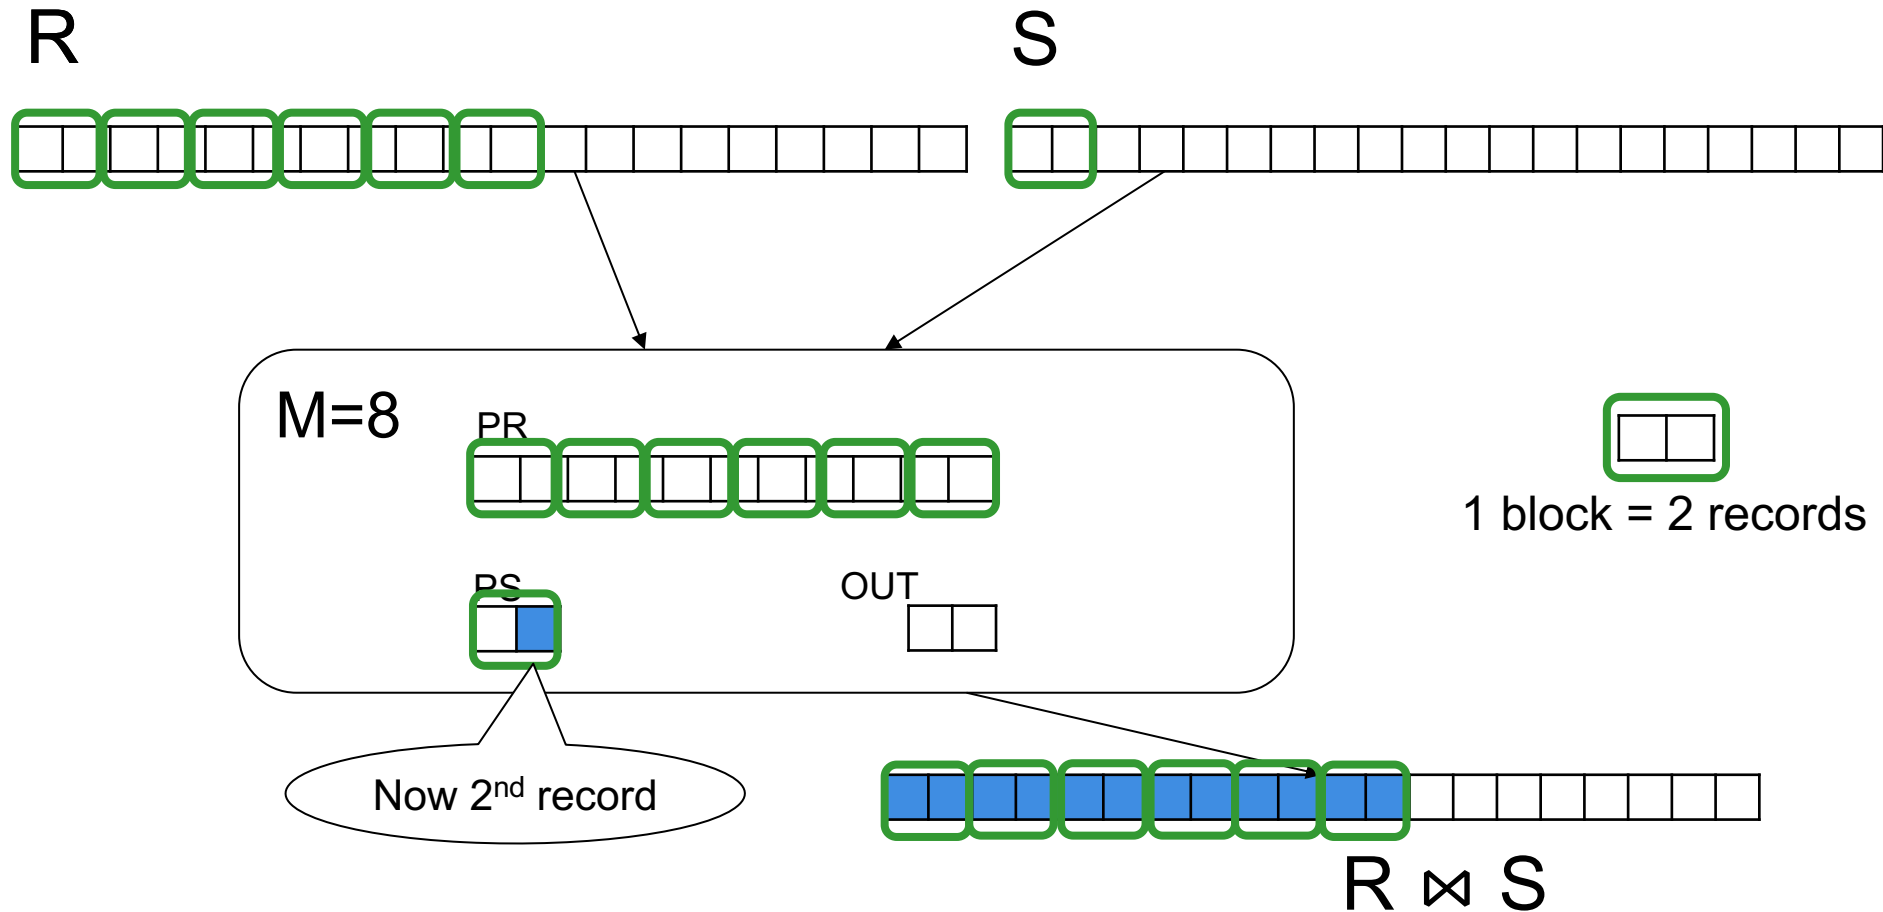 R
S
M=8
PR
PS
OUT
1 block = 2 records
Now 2nd record
R ⋈ S